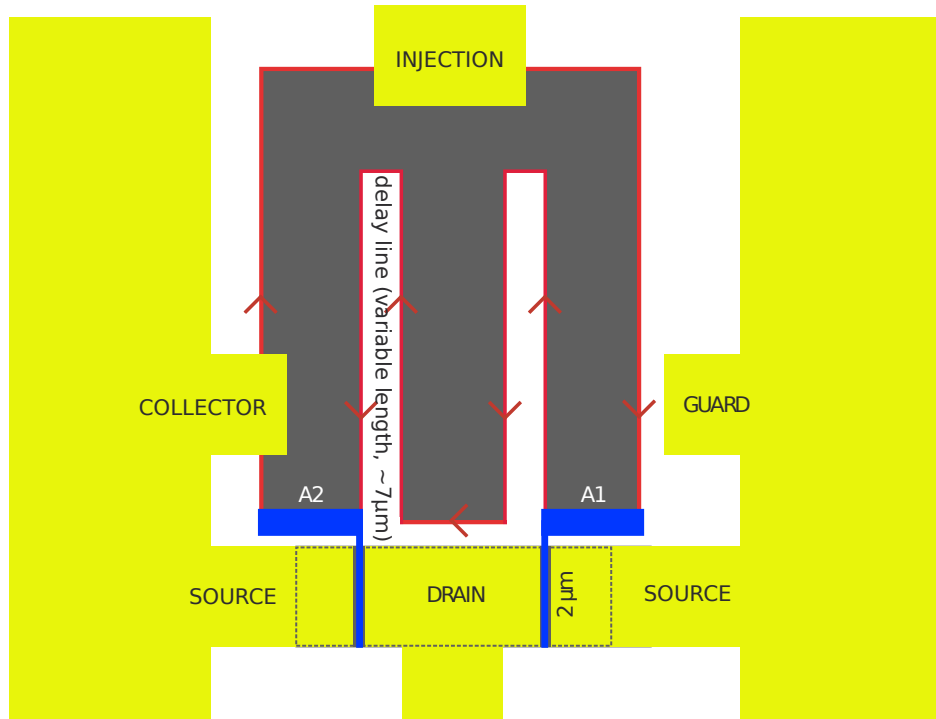 INJECTION
delay line (variable length, ~7µm)
COLLECTOR
GUARD
A2
A1
SOURCE
DRAIN
2 µm
SOURCE